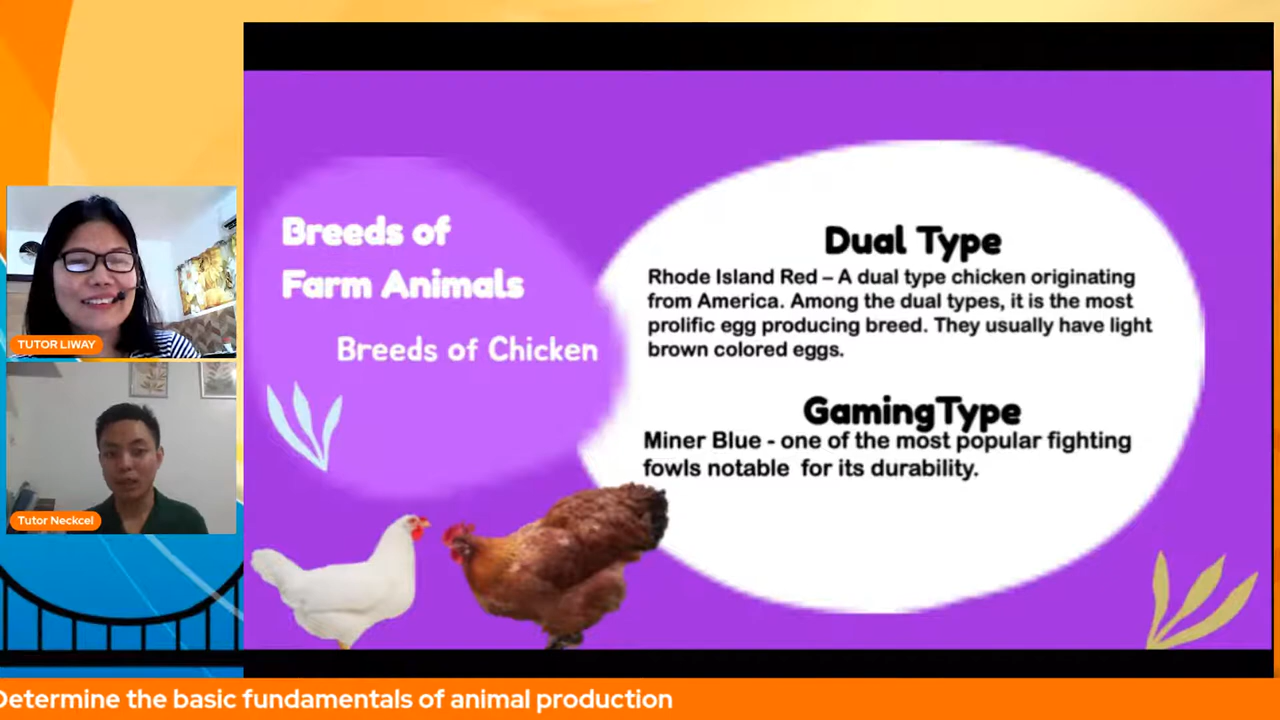 TUTOR LIWAY
Tutor Neckcel
Breeds of
Farm Animals
Breeds of Chicken
Dual Type
Rhode Island Red – A dual type chicken originating
from America. Among the dual types, it is the most
prolific egg producing breed. They usually have light
brown colored eggs.
GamingType
Miner Blue - one of the most popular fighting
fowls notable for its durability.
Determine the basic fundamentals of animal production